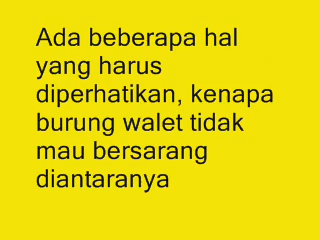 Ada beberapa hal
yang harus
diperhatikan, kenapa
burung walet tidak
mau bersarang
diantaranya